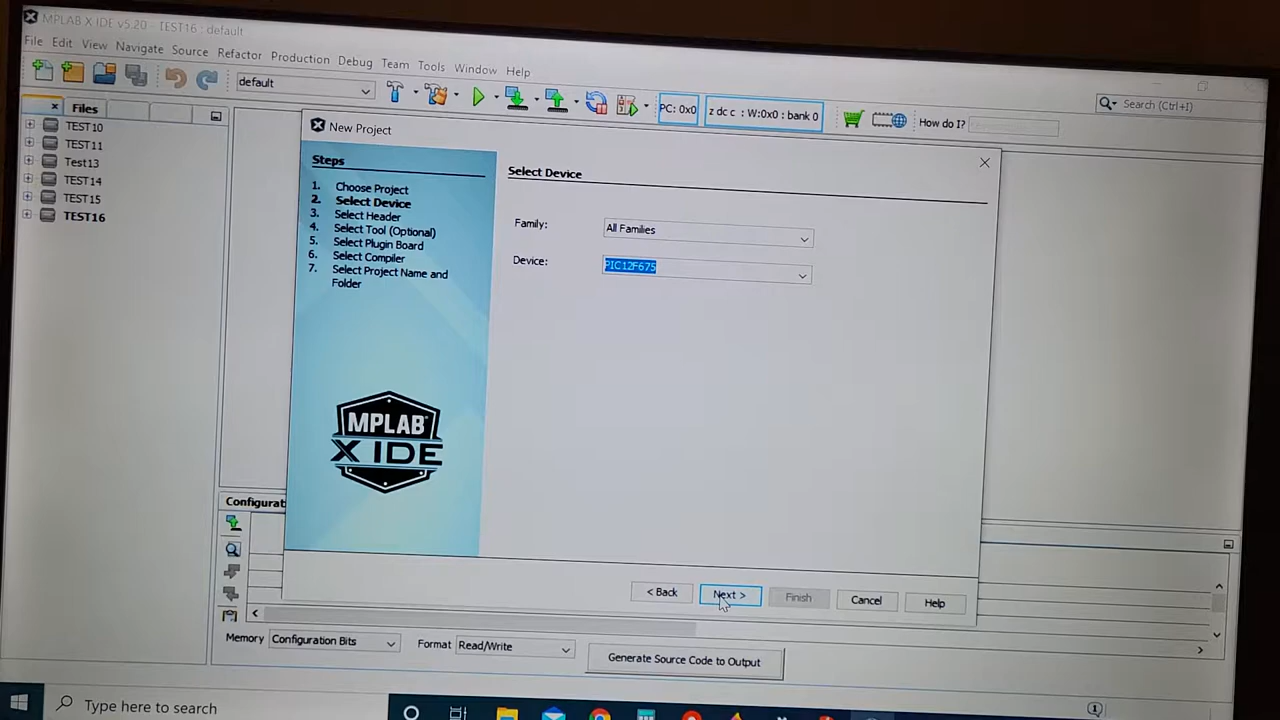 MPLAB X IDE v5.20 - TEST16 : default
File Edit View Navigate Source Refactor Production Debug Team Tools Window Help
default
PC: 0x0
z dc c : W:0x0 : bank 0
How do I?
Search (Ctrl+I)
Files
TEST10
TEST11
Test13
TEST14
TEST15
TEST16
New Project
Steps
1. Choose Project
2. Select Device
3. Select Header
4. Select Tool (Optional)
5. Select Plugin Board
6. Select Compiler
7. Select Project Name and
Folder
MPLAB
X IDE
Select Device
Family: All Families
Device: PIC12F675
< Back Next > Finish Cancel Help
Memory Configuration Bits Format Read/Write Generate Source Code to Output
Type here to search